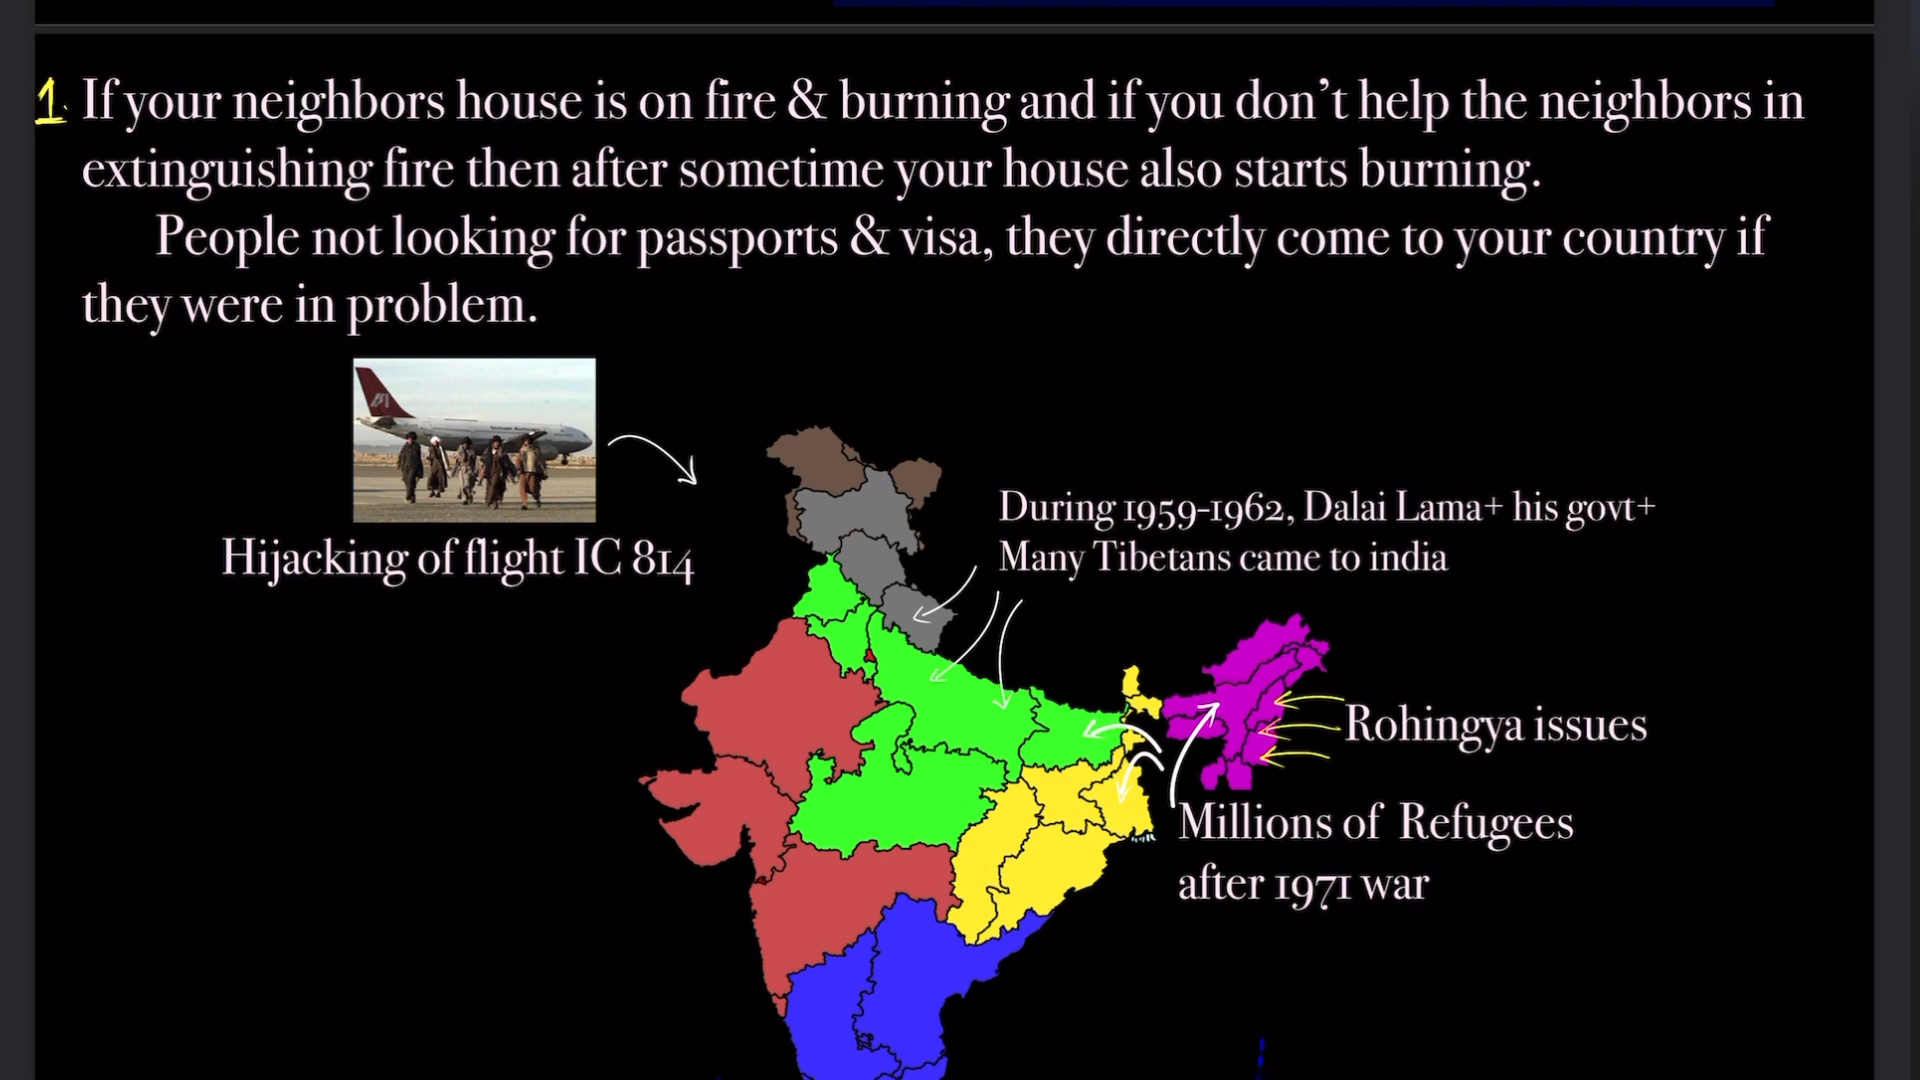 1. If your neighbors house is on fire & burning and if you don’t help the neighbors in
extinguishing fire then after sometime your house also starts burning.
People not looking for passports & visa, they directly come to your country if
they were in problem.
Hijacking of flight IC 814
During 1959-1962, Dalai Lama+ his govt+
Many Tibetans came to india
Rohingya issues
Millions of Refugees
after 1971 war